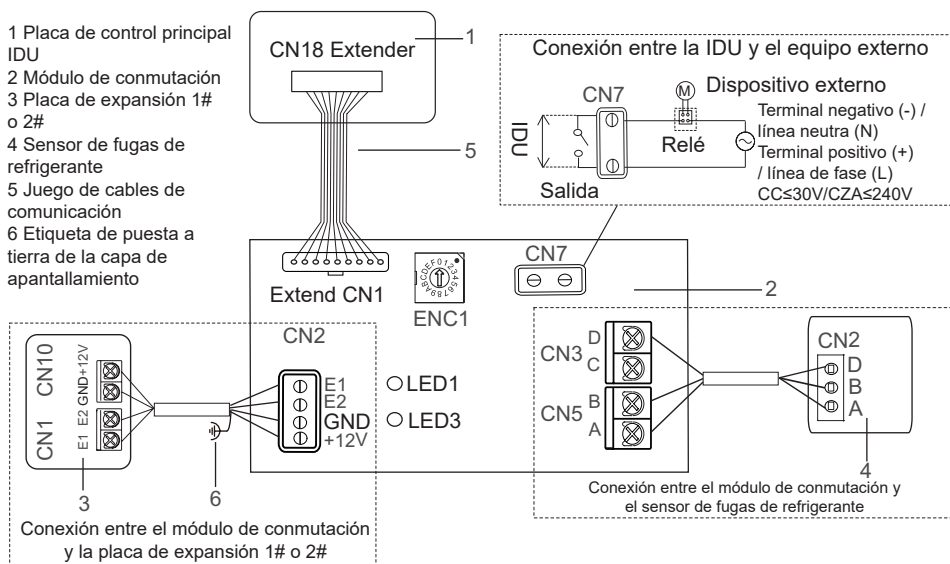 1 Placa de control principal
IDU
2 Módulo de conmutación
3 Placa de expansión 1#
o 2#
4 Sensor de fugas de
refrigerante
5 Juego de cables de
comunicación
6 Etiqueta de puesta a
tierra de la capa de
apantallamiento
CN18 Extender
1
5
Conexión entre la IDU y el equipo externo
CN7
M
Dispositivo externo
IDU
Salida
Relé
Terminal negativo (-) /
línea neutra (N)
Terminal positivo (+)
/ línea de fase (L)
CC≤30V/CZA≤240V
Extend CN1
0123456789ABCDEF
ENC1
CN7
2
CN2
E1
E2
GND
+12V
LED1
LED3
CN10
GND+12V
CN1
E1 E2
3
6
Conexión entre el módulo de conmutación
y la placa de expansión 1# o 2#
CN3
D
C
CN5
B
A
CN2
D
B
A
4
Conexión entre el módulo de conmutación y
el sensor de fugas de refrigerante